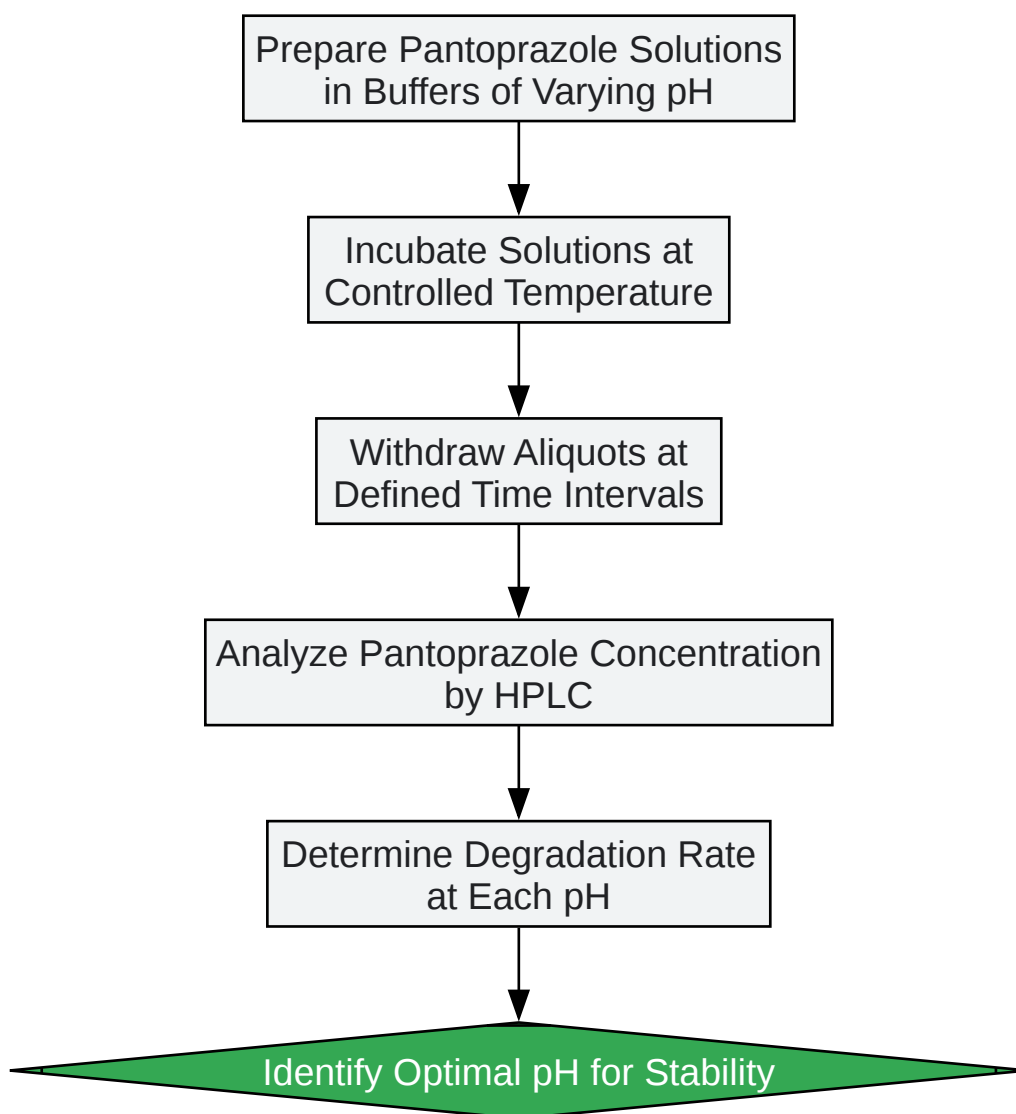 Prepare Pantoprazole Solutions
in Buffers of Varying pH
Incubate Solutions at
Controlled Temperature
Withdraw Aliquots at
Defined Time Intervals
Analyze Pantoprazole Concentration
by HPLC
Determine Degradation Rate
at Each pH
Identify Optimal pH for Stability